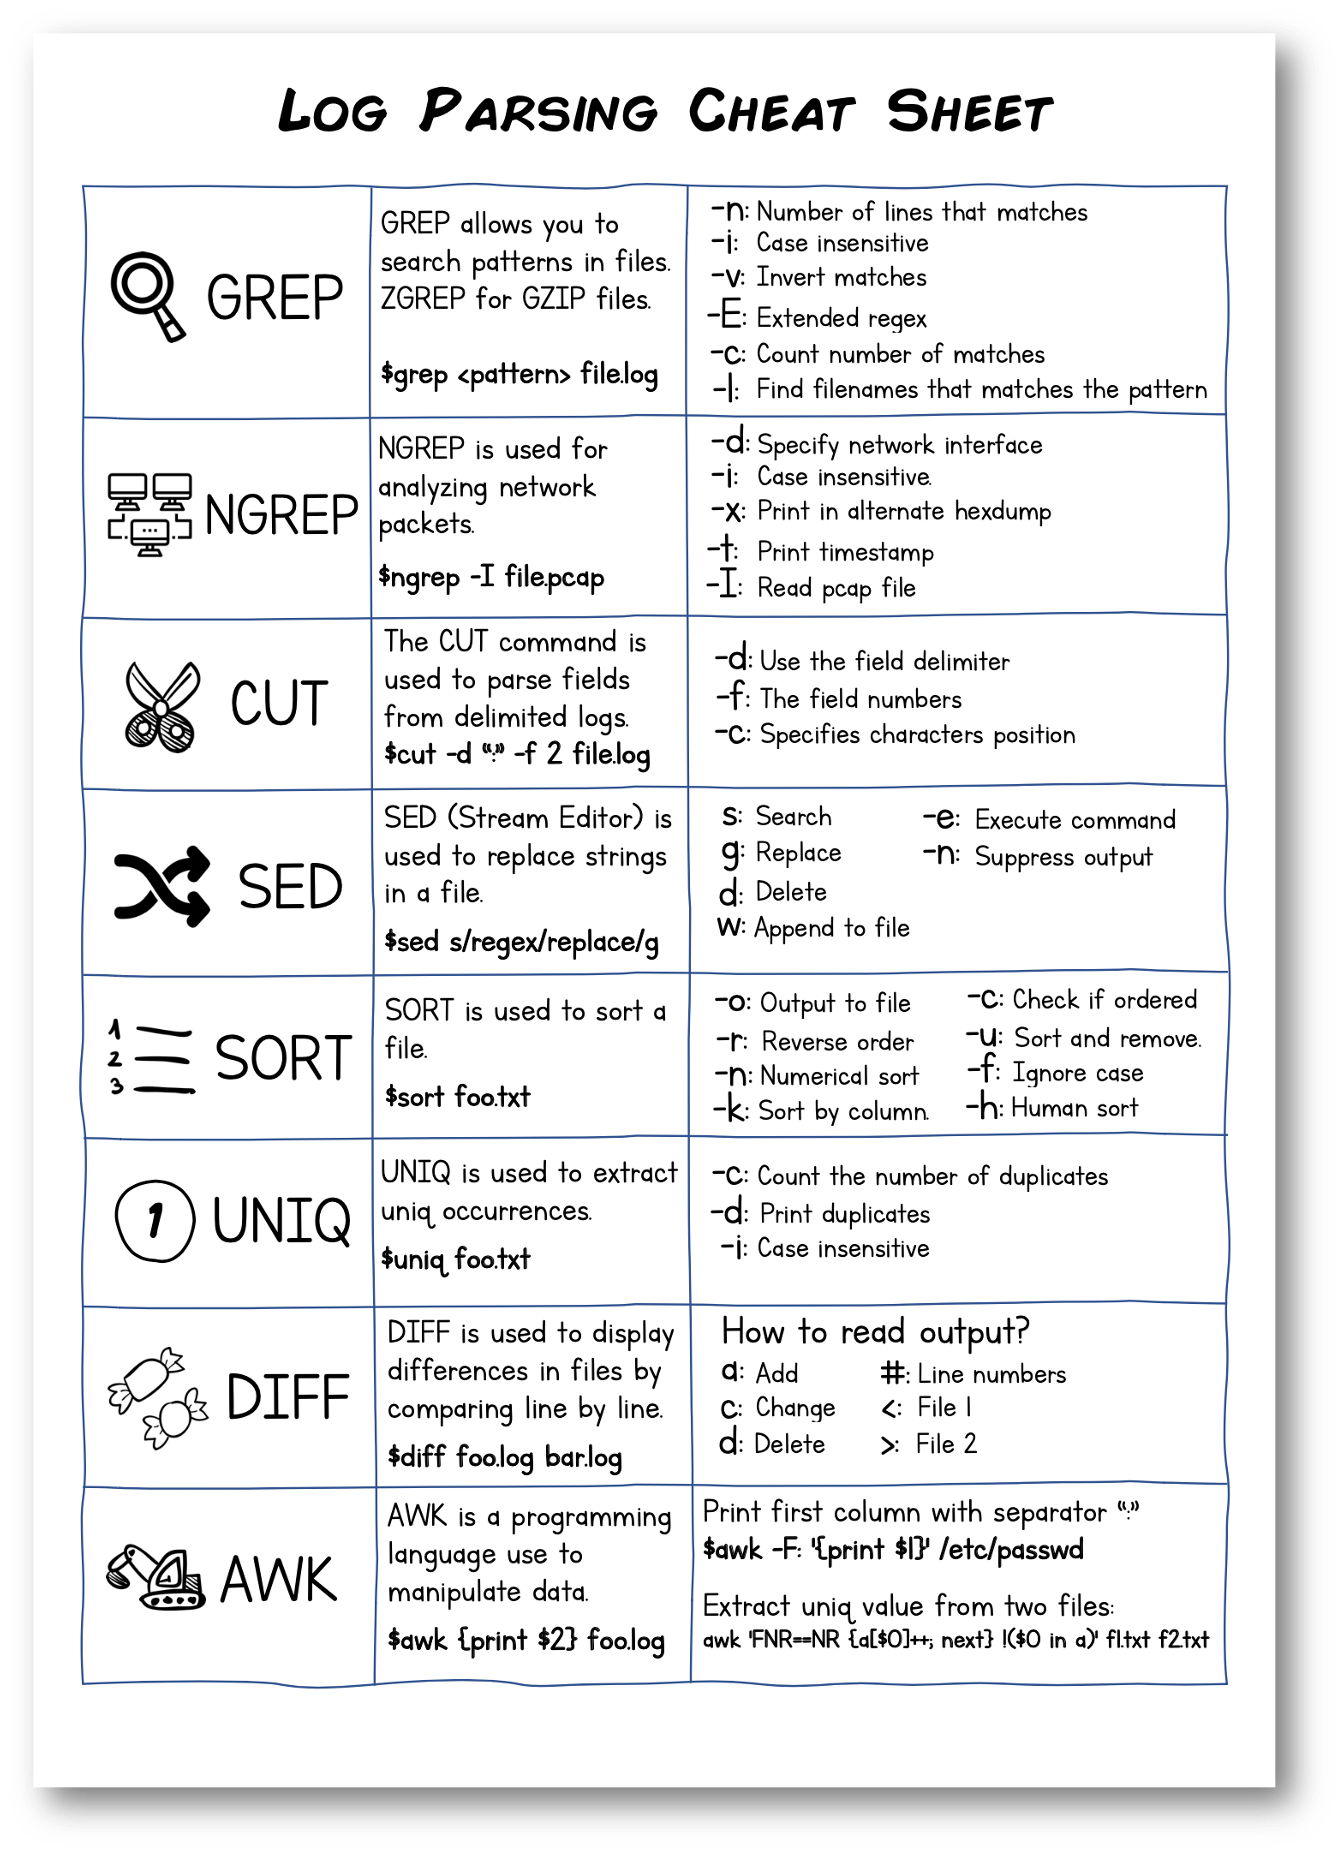 LOG PARSING CHEAT SHEET
GREP
GREP allows you to
search patterns in files.
ZGREP for GZIP files.
$grep <pattern> file.log
-n: Number of lines that matches
-i: Case insensitive
-v: Invert matches
-E: Extended regex
-c: Count number of matches
-l: Find filenames that matches the pattern
NGREP
NGREP is used for
analyzing network
packets.
$ngrep -I file.pcap
-d: Specify network interface
-i: Case insensitive.
-x: Print in alternate hexdump
-t: Print timestamp
-I: Read pcap file
CUT
The CUT command is
used to parse fields
from delimited logs.
$cut -d “:” -f 2 file.log
-d: Use the field delimiter
-f: The field numbers
-c: Specifies characters position
SED
SED (Stream Editor) is
used to replace strings
in a file.
$sed s/regex/replace/g
s: Search
g: Replace
d: Delete
w: Append to file
-e: Execute command
-n: Suppress output
1
2
3
SORT
SORT is used to sort a
file.
$sort foo.txt
-o: Output to file
-r: Reverse order
-n: Numerical sort
-k: Sort by column.
-c: Check if ordered
-u: Sort and remove.
-f: Ignore case
-h: Human sort
1
UNIQ
UNIQ is used to extract
uniq occurrences.
$uniq foo.txt
-c: Count the number of duplicates
-d: Print duplicates
-i: Case insensitive
DIFF
DIFF is used to display
differences in files by
comparing line by line.
$diff foo.log bar.log
How to read output?
a: Add
c: Change
d: Delete
#: Line numbers
<: File 1
>: File 2
AWK
AWK is a programming
language use to
manipulate data.
$awk {print $2} foo.log
Print first column with separator “:”
$awk -F: '{print $1}' /etc/passwd
Extract uniq value from two files:
awk 'FNR==NR {a[$0]++; next} !($0 in a)' f1.txt f2.txt